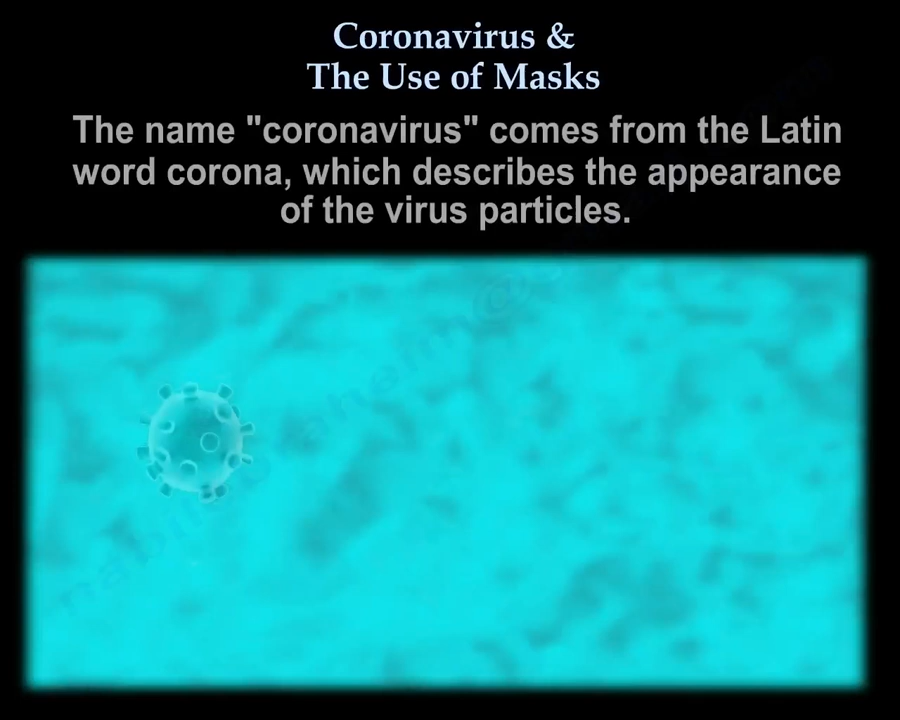 Coronavirus &
The Use of Masks
The name "coronavirus" comes from the Latin
word corona, which describes the appearance
of the virus particles.